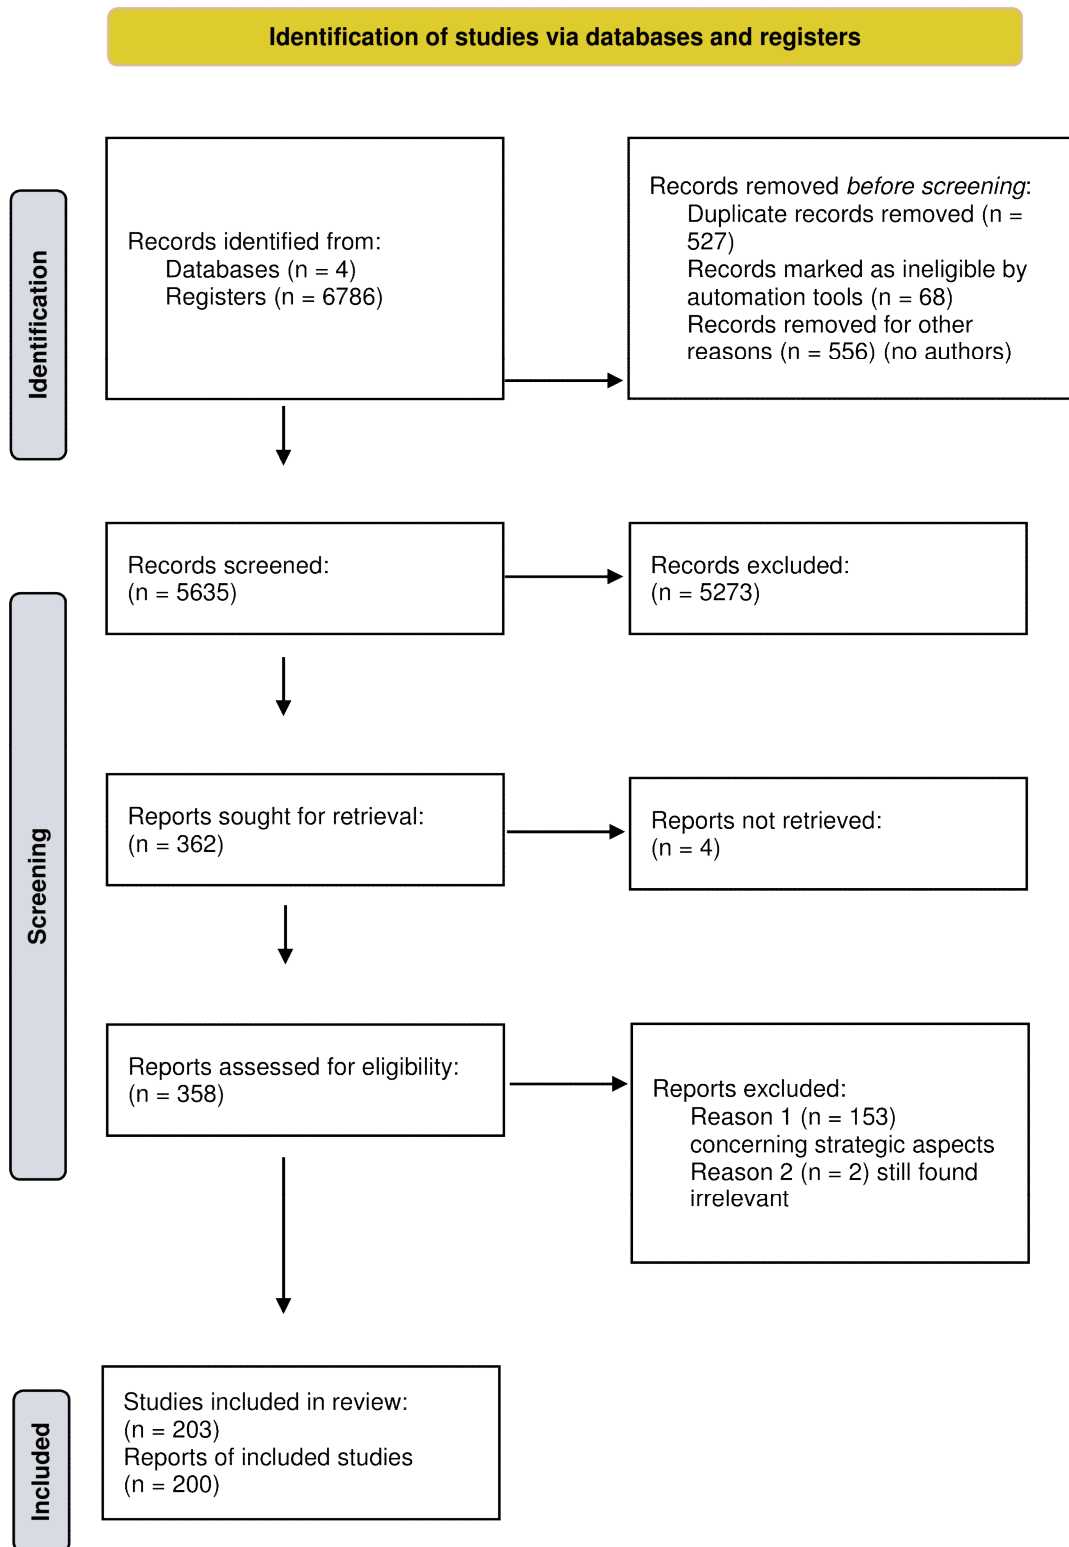 Identification of studies via databases and registers
Identification
Records identified from:
Databases (n = 4)
Registers (n = 6786)
Records removed before screening:
Duplicate records removed (n =
527)
Records marked as ineligible by
automation tools (n = 68)
Records removed for other
reasons (n = 556) (no authors)
Screening
Records screened:
(n = 5635)
Records excluded:
(n = 5273)
Reports sought for retrieval:
(n = 362)
Reports not retrieved:
(n = 4)
Reports assessed for eligibility:
(n = 358)
Reports excluded:
Reason 1 (n = 153)
concerning strategic aspects
Reason 2 (n = 2) still found
irrelevant
Included
Studies included in review:
(n = 203)
Reports of included studies
(n = 200)